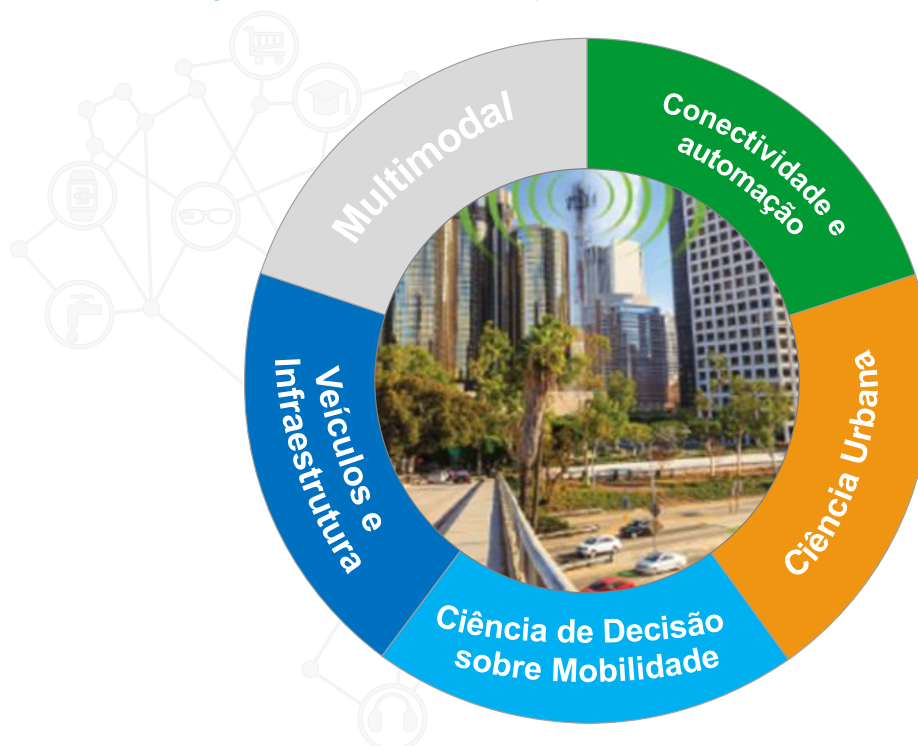 Multimodal
Conectividade e
automação
Ciência Urbana
Ciência de Decisão
sobre Mobilidade
Veículos e
Infraestrutura